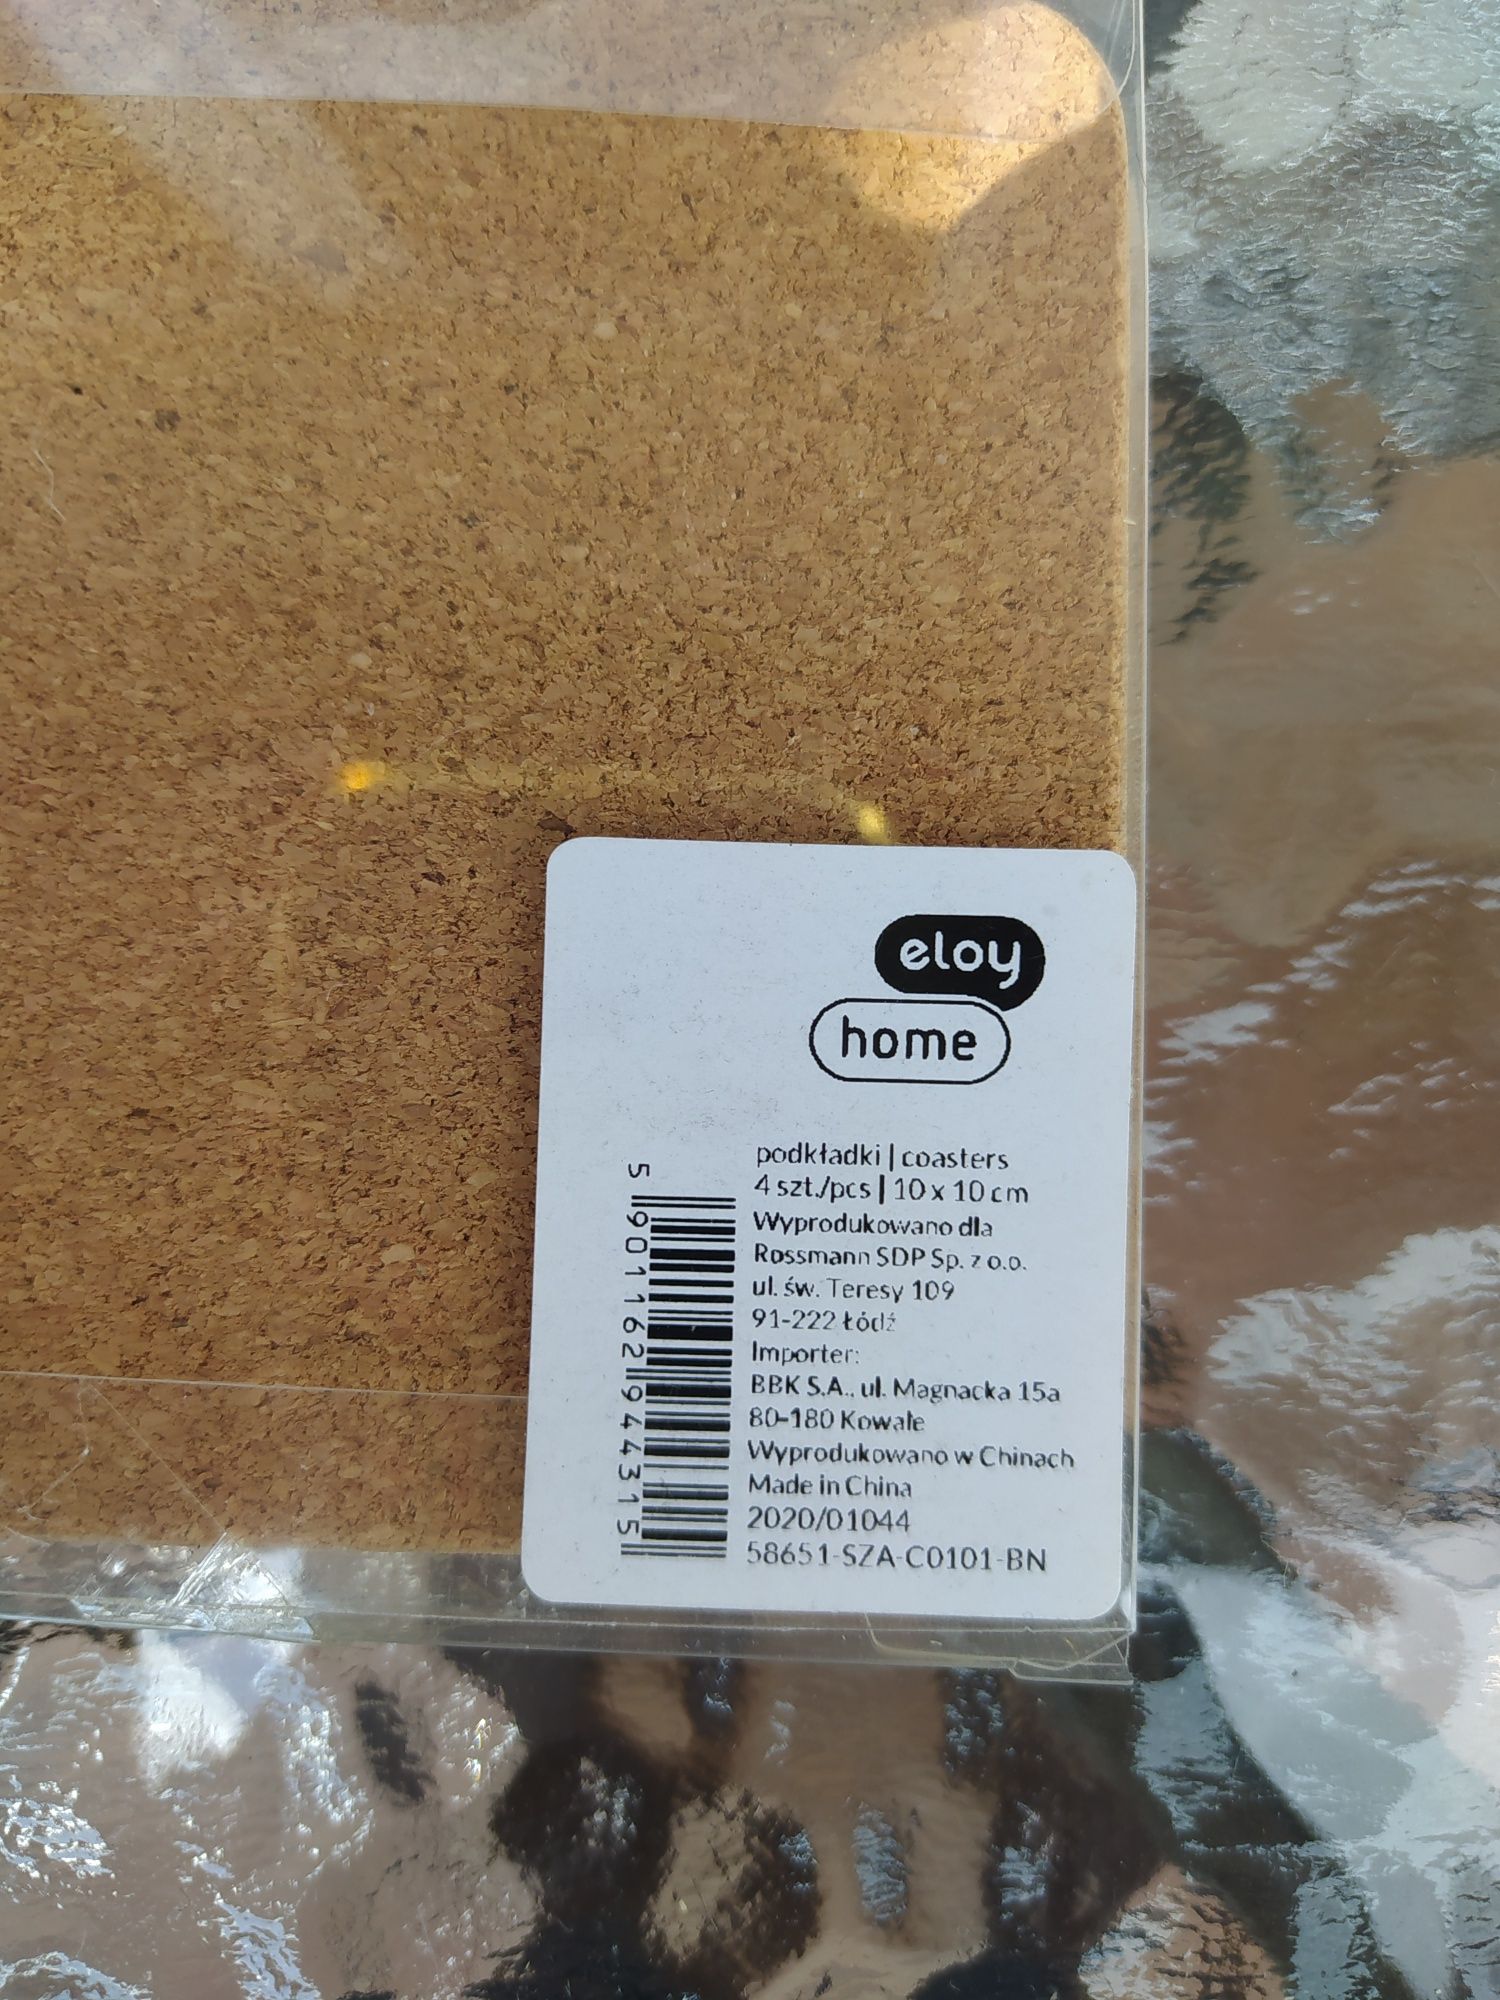 eloy
home
podkładki | coasters
4 szt./pcs | 10 x 10 cm
Wyprodukowano dla
Rossmann SDP Sp. z o.o.
ul. św. Teresy 109
91-222 Łódź
Importer:
BBK S.A., ul. Magnacka 15a
80-180 Kowale
Wyprodukowano w Chinach
Made in China
2020/01044
58651-SZA-C0101-BN
5 901162 944315